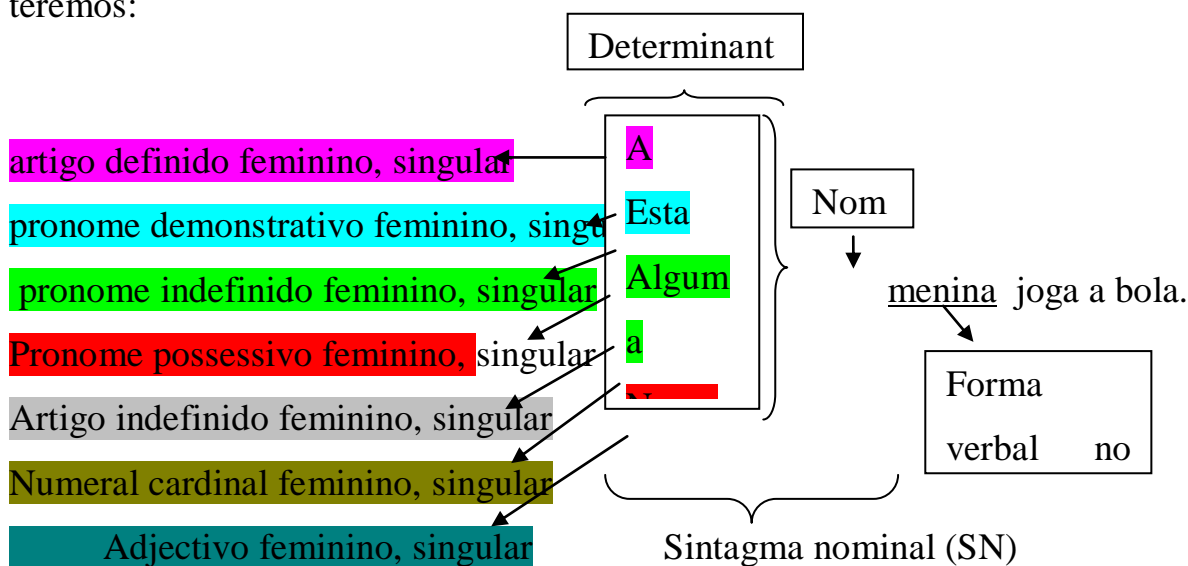 teremos:
Determinant
artigo definido feminino, singular
A
pronome demonstrativo feminino, singu
Esta
Nom
pronome indefinido feminino, singular
Algum
menina joga a bola.
Pronome possessivo feminino, singular
a
Artigo indefinido feminino, singular
Forma
verbal no
Numeral cardinal feminino, singular
Adjectivo feminino, singular
Sintagma nominal (SN)